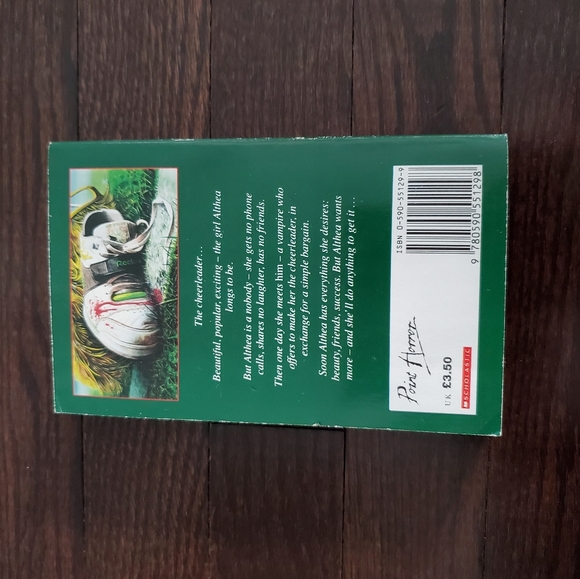 The cheerleader…
Beautiful, popular, exciting – the girl Althea
longs to be.
But Althea is a nobody – she gets no phone
calls, shares no laughter, has no friends.
Then one day she meets him – a vampire who
offers to make her the cheerleader, in
exchange for a simple bargain.
Soon Althea has everything she desires:
beauty, friends, success. But Althea wants
more – and she'll do anything to get it …
Point Horror
UK £3.50
SCHOLASTIC
ISBN 0-590-55129-9
9 780590 551298